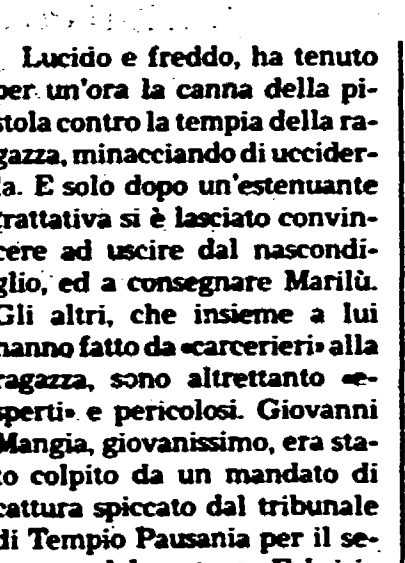 Lucido e freddo, ha tenuto
per un'ora la canna della pi-
stola contro la tempia della ra-
gazza, minacciando di uccider-
la. E solo dopo un'estenuante
trattativa si è lasciato convin-
cere ad uscire dal nascondi-
glio, ed a consegnare Marilù.
Gli altri, che insieme a lui
hanno fatto da «carcerieri» alla
ragazza, sono altrettanto «e-
sperti» e pericolosi. Giovanni
Mangia, giovanissimo, era sta-
to colpito da un mandato di
cattura spiccato dal tribunale
di Tempio Pausania per il se-